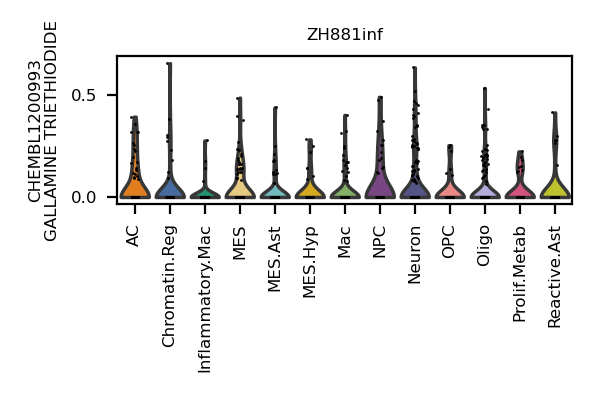 ZH881inf
CHEMBL1200993
GALLAMINE TRIETHIODIDE
0.5
0.0
AC
Chromatin.Reg
Inflammatory.Mac
MES
MES.Ast
MES.Hyp
Mac
NPC
Neuron
OPC
Oligo
Prolif.Metab
Reactive.Ast